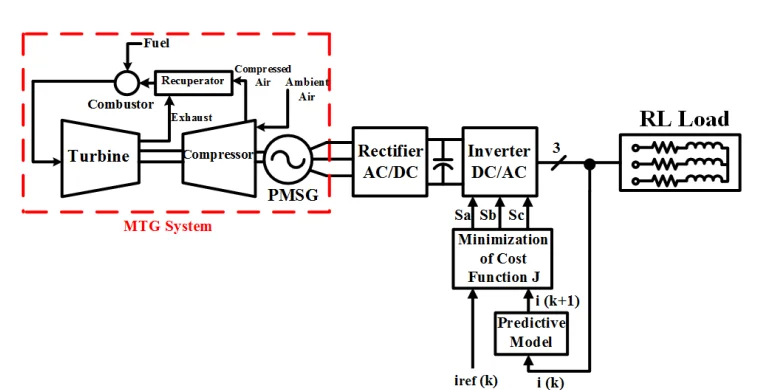 Fuel
Compressed
Air
Ambient
Air
Recuperator
Combustor
Exhaust
Turbine
Compressor
PMSG
MTG System
Rectifier
AC/DC
Inverter
DC/AC
3
RL Load
Sa Sb Sc
Minimization
of Cost
Function J
i (k+1)
Predictive
Model
iref (k)
i (k)